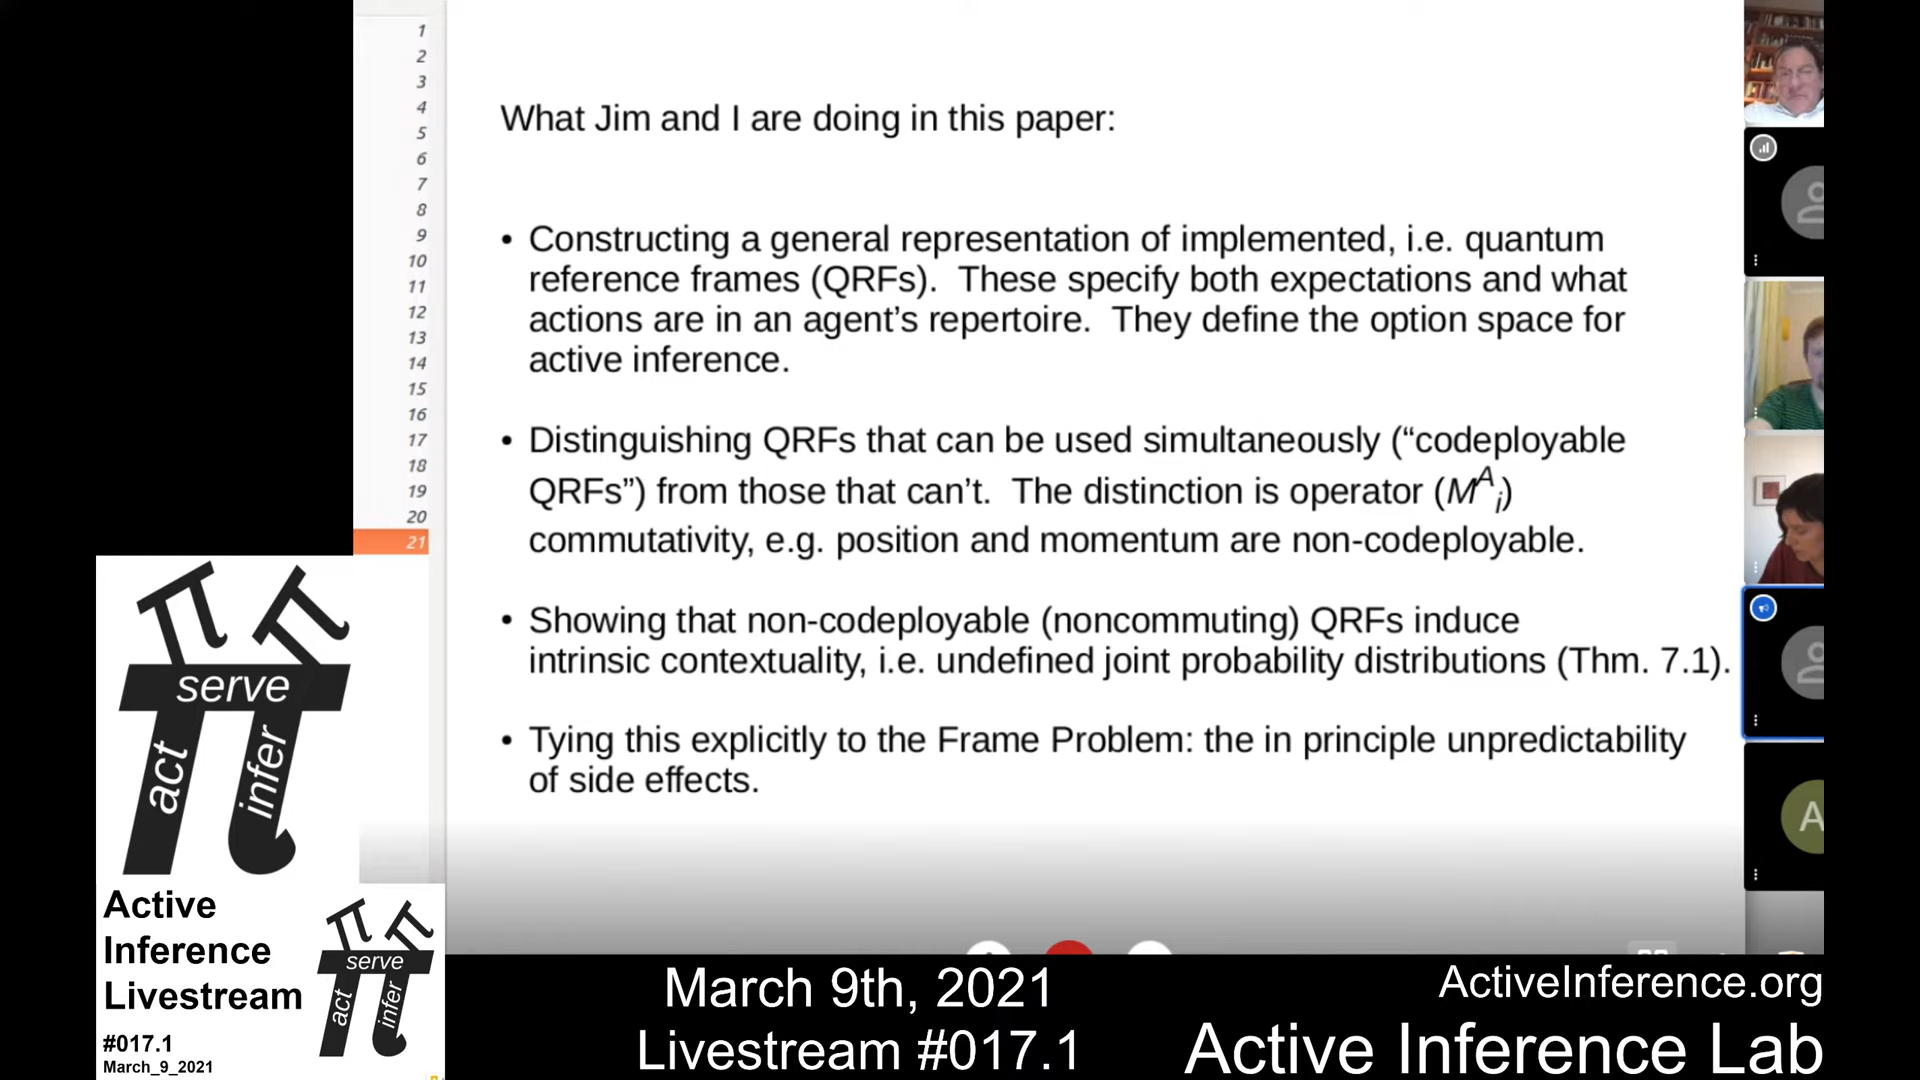 1
2
3
4
5
6
7
8
9
10
11
12
13
14
15
16
17
18
19
20
21
What Jim and I are doing in this paper:
• Constructing a general representation of implemented, i.e. quantum
reference frames (QRFs).  These specify both expectations and what
actions are in an agent’s repertoire.  They define the option space for
active inference.
• Distinguishing QRFs that can be used simultaneously (“codeployable
QRFs”) from those that can’t.  The distinction is operator (M^A_i)
commutativity, e.g. position and momentum are non-codeployable.
• Showing that non-codeployable (noncommuting) QRFs induce
intrinsic contextuality, i.e. undefined joint probability distributions (Thm. 7.1).
• Tying this explicitly to the Frame Problem: the in principle unpredictability
of side effects.
A
serve
act
infer
Active
Inference
Livestream
#017.1
March_9_2021
serve
act
infer
March 9th, 2021
Livestream #017.1
ActiveInference.org
Active Inference Lab